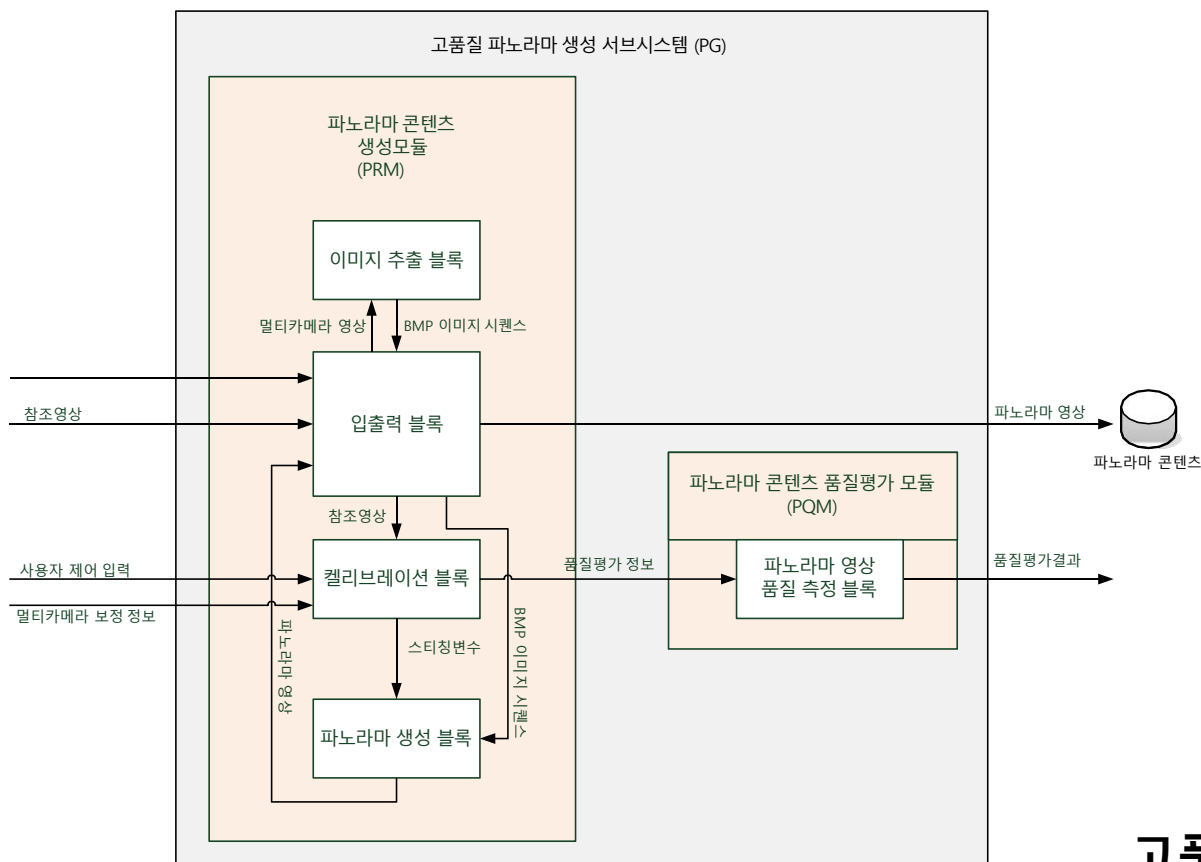 고품질 파노라마 생성 서브시스템 (PG)
파노라마 콘텐츠
생성모듈
(PRM)
이미지 추출 블록
멀티카메라 영상
BMP 이미지 시퀀스
참조영상
입출력 블록
파노라마 영상
파노라마 콘텐츠
파노라마 콘텐츠 품질평가 모듈
(PQM)
참조영상
사용자 제어 입력
켈리브레이션 블록
품질평가 정보
파노라마 영상
품질 측정 블록
품질평가결과
멀티카메라 보정 정보
파노라마 영상
스티칭변수
BMP 이미지 시퀀스
파노라마 생성 블록